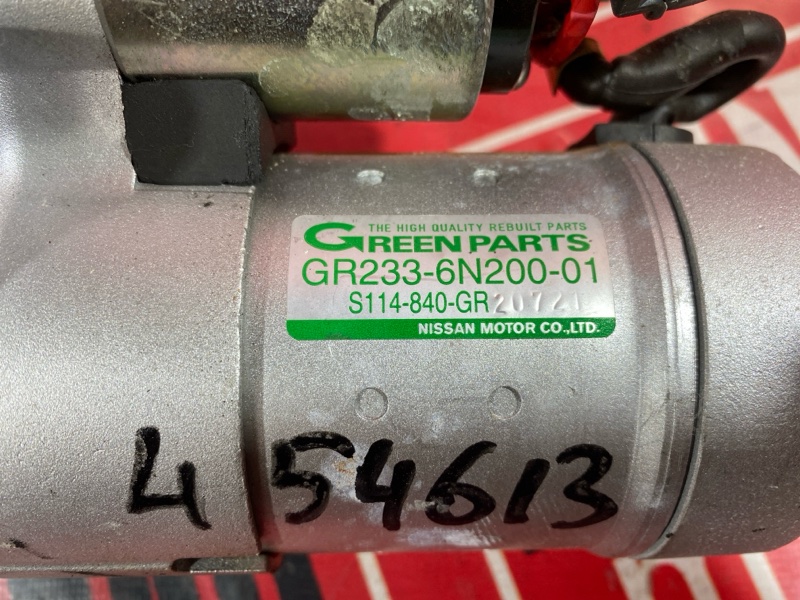 THE HIGH QUALITY REBUILT PARTS
GREEN PARTS
GR233-6N200-01
S114-840-GR 20721
NISSAN MOTOR CO.,LTD.
4 54613